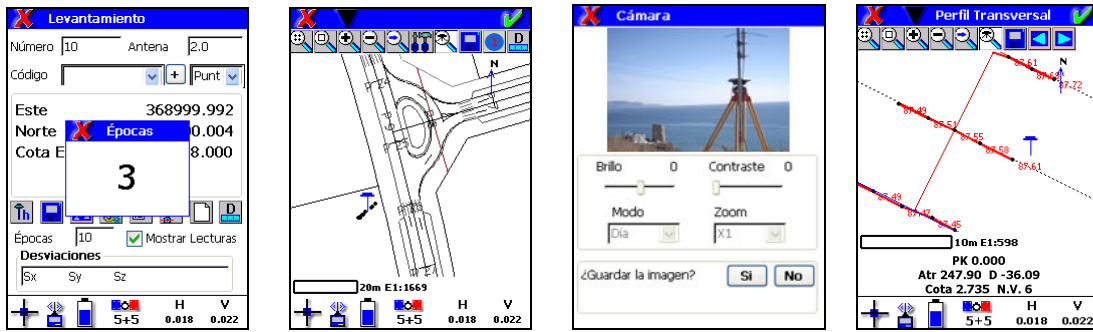 Levantamiento
Número 10 Antena 2.0
Código + Punt
Este 368999.992
Norte 00.004
Cota E 8.000
Épocas
3
Th D
Épocas 10 Mostrar Lecturas
Desviaciones
Sx Sy Sz
5+5 H 0.018 V 0.022
D
N
20m E1:1669
5+5 H 0.018 V 0.022
Cámara
Brillo 0 Contraste 0
Modo Zoom
Día X1
¿Guardar la imagen? Si No
Perfil Transversal
N
87.61
87.72
87.49
87.51
87.55
87.58
87.61
87.47
87.45
10m E1:598
PK 0.000
Atr 247.90 D -36.09
Cota 2.735 N.V. 6
5+5 H 0.018 V 0.022